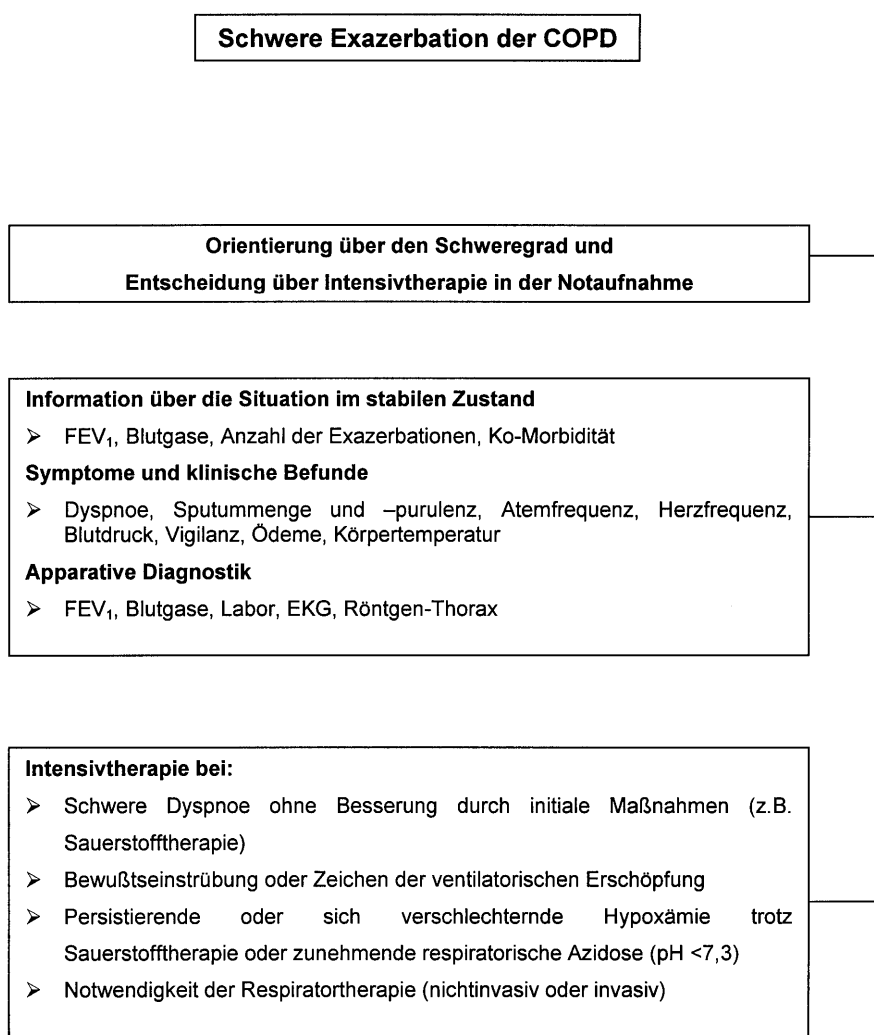 Schwere Exazerbation der COPD
Orientierung über den Schweregrad und
Entscheidung über Intensivtherapie in der Notaufnahme
Information über die Situation im stabilen Zustand
➢ FEV₁, Blutgase, Anzahl der Exazerbationen, Ko-Morbidität
Symptome und klinische Befunde
➢ Dyspnoe, Sputummenge und –purulenz, Atemfrequenz, Herzfrequenz,
Blutdruck, Vigilanz, Ödeme, Körpertemperatur
Apparative Diagnostik
➢ FEV₁, Blutgase, Labor, EKG, Röntgen-Thorax
Intensivtherapie bei:
➢ Schwere Dyspnoe ohne Besserung durch initiale Maßnahmen (z.B.
Sauerstofftherapie)
➢ Bewußtseinstrübung oder Zeichen der ventilatorischen Erschöpfung
➢ Persistierende oder sich verschlechternde Hypoxämie trotz
Sauerstofftherapie oder zunehmende respiratorische Azidose (pH <7,3)
➢ Notwendigkeit der Respiratortherapie (nichtinvasiv oder invasiv)